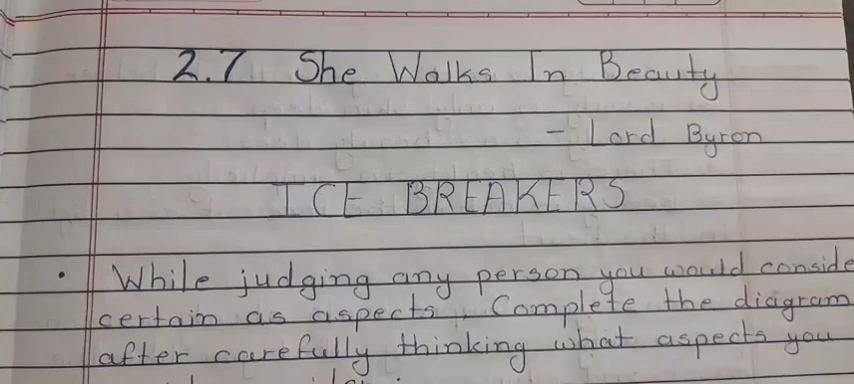 2.7 She Walks In Beauty
- Lord Byron
ICE BREAKERS
• While judging any person you would conside
certain as aspects. Complete the diagram
after carefully thinking what aspects you